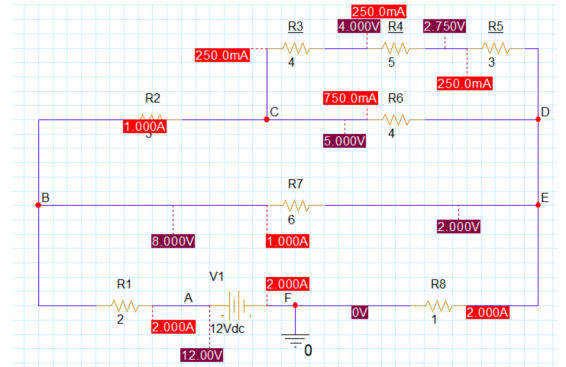 250.0mA
R3 4.000V R4 2.750V R5
250.0mA 4 5 3
250.0mA
R2 750.0mA R6
C D
1.000A 4
5.000V
R7
B E
6
8.000V 1.000A 2.000V
V1
R1 2.000A R8
A F
2 2.000A 12Vdc 0V 1 2.000A
12.00V 0